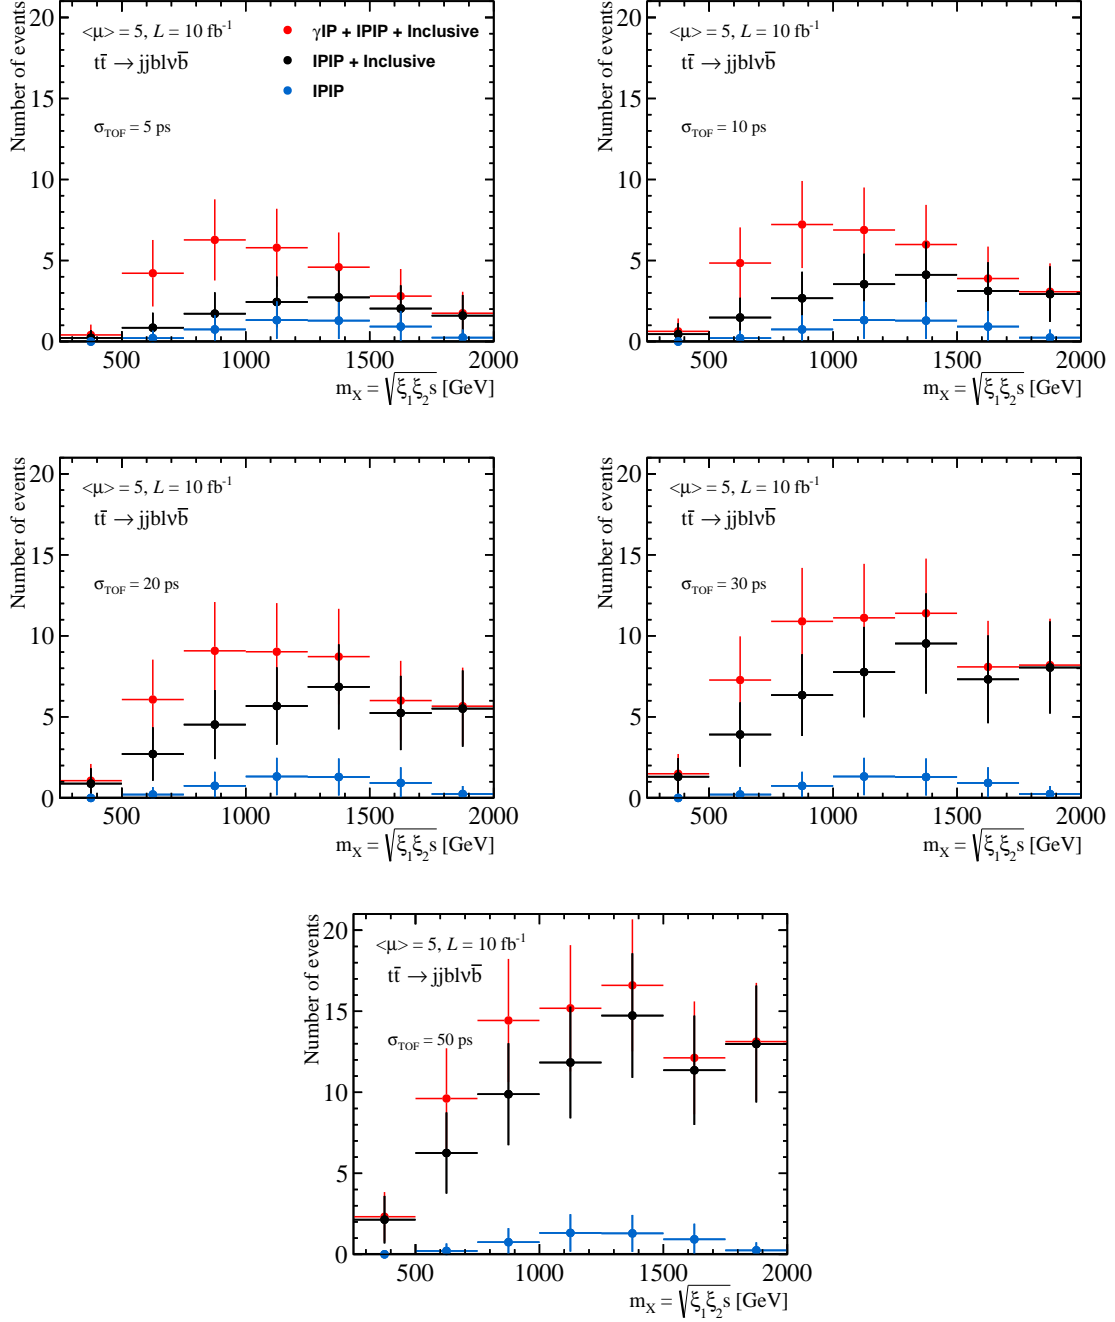 Number of events
<μ> = 5, L = 10 fb⁻¹
tt̄ → jjblνb̄
σTOF = 5 ps
γIP + IPIP + Inclusive
IPIP + Inclusive
IPIP
20
15
10
5
0
500 1000 1500 2000
mX = √ξ1ξ2s [GeV]
Number of events
<μ> = 5, L = 10 fb⁻¹
tt̄ → jjblνb̄
σTOF = 10 ps
20
15
10
5
0
500 1000 1500 2000
mX = √ξ1ξ2s [GeV]
Number of events
<μ> = 5, L = 10 fb⁻¹
tt̄ → jjblνb̄
σTOF = 20 ps
20
15
10
5
0
500 1000 1500 2000
mX = √ξ1ξ2s [GeV]
Number of events
<μ> = 5, L = 10 fb⁻¹
tt̄ → jjblνb̄
σTOF = 30 ps
20
15
10
5
0
500 1000 1500 2000
mX = √ξ1ξ2s [GeV]
Number of events
<μ> = 5, L = 10 fb⁻¹
tt̄ → jjblνb̄
σTOF = 50 ps
20
15
10
5
0
500 1000 1500 2000
mX = √ξ1ξ2s [GeV]